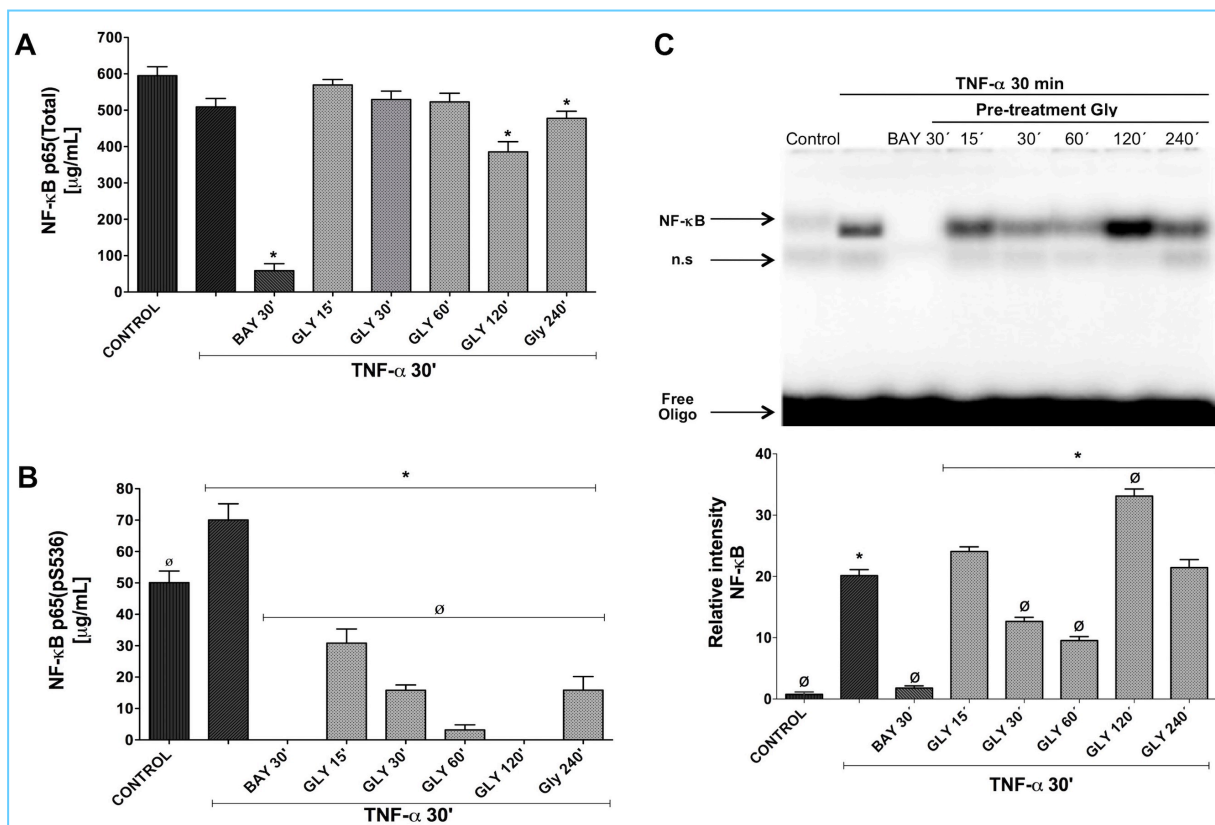 A
NF-κB p65(Total)
[μg/mL]
700
600
500
400
300
200
100
0
*
*
*
CONTROL
BAY 30'
GLY 15'
GLY 30'
GLY 60'
GLY 120'
Gly 240'
TNF-α 30'
B
NF-κB p65(pS536)
[μg/mL]
80
70
60
50
40
30
20
10
0
*
ø
Ø
CONTROL
BAY 30'
GLY 15'
GLY 30'
GLY 60'
GLY 120'
Gly 240'
TNF-α 30'
C
TNF-α 30 min
Pre-treatment Gly
Control BAY 30´ 15´ 30´ 60´ 120´ 240´
NF-κB
n.s
Free
Oligo
Relative intensity
NF-κB
40
30
20
10
0
*
Ø
*
Ø
Ø
Ø
Ø
CONTROL
BAY 30´
GLY 15´
GLY 30´
GLY 60´
GLY 120´
GLY 240´
TNF-α 30'